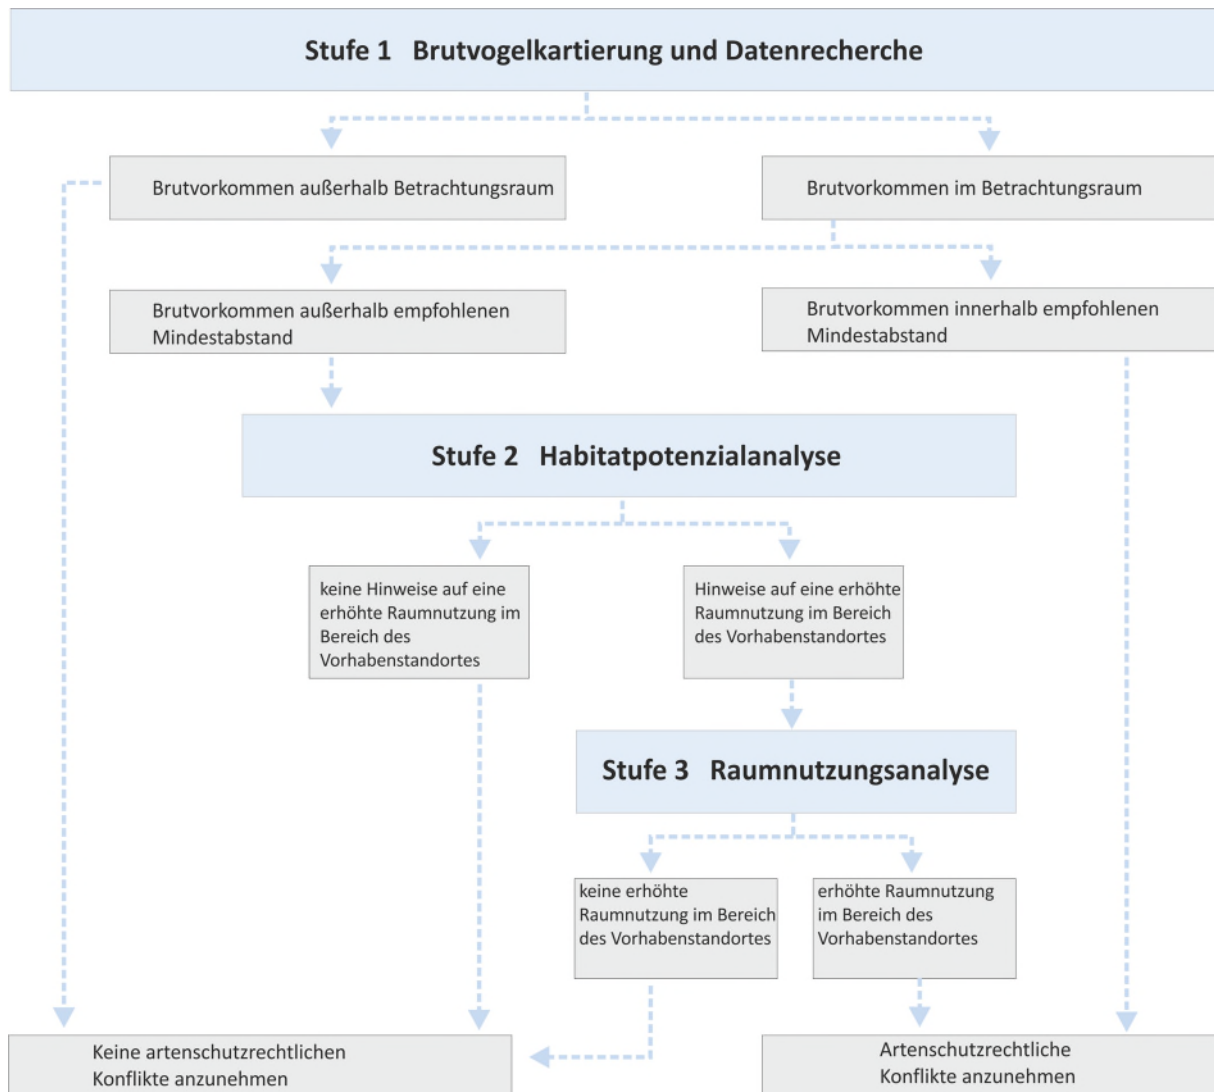 Stufe 1 Brutvogelkartierung und Datenrecherche
Brutvorkommen außerhalb Betrachtungsraum
Brutvorkommen im Betrachtungsraum
Brutvorkommen außerhalb empfohlenen
Mindestabstand
Brutvorkommen innerhalb empfohlenen
Mindestabstand
Stufe 2 Habitatpotenzialanalyse
keine Hinweise auf eine
erhöhte Raumnutzung im
Bereich des
Vorhabenstandortes
Hinweise auf eine erhöhte
Raumnutzung im Bereich
des Vorhabenstandortes
Stufe 3 Raumnutzungsanalyse
keine erhöhte
Raumnutzung im Bereich
des Vorhabenstandortes
erhöhte Raumnutzung
im Bereich des
Vorhabenstandortes
Keine artenschutzrechtlichen
Konflikte anzunehmen
Artenschutzrechtliche
Konflikte anzunehmen